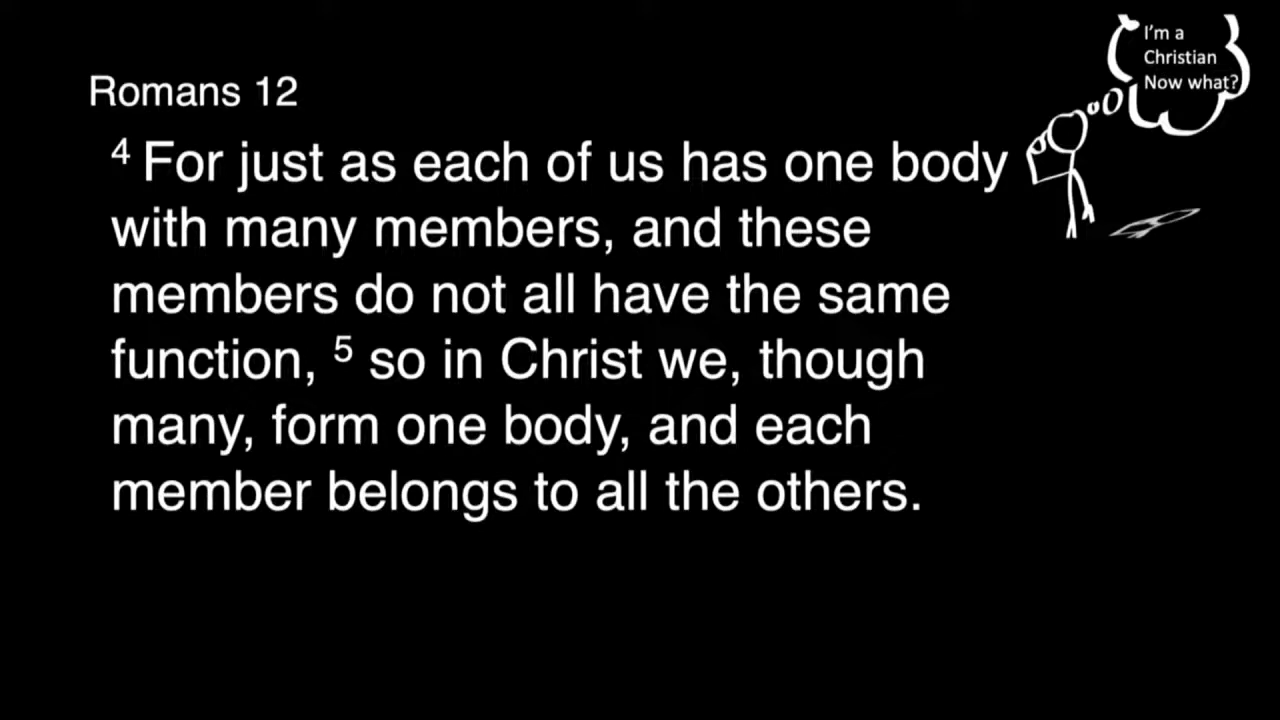 Romans 12
4 For just as each of us has one body
with many members, and these
members do not all have the same
function, 5 so in Christ we, though
many, form one body, and each
member belongs to all the others.
I'm a
Christian
Now what?